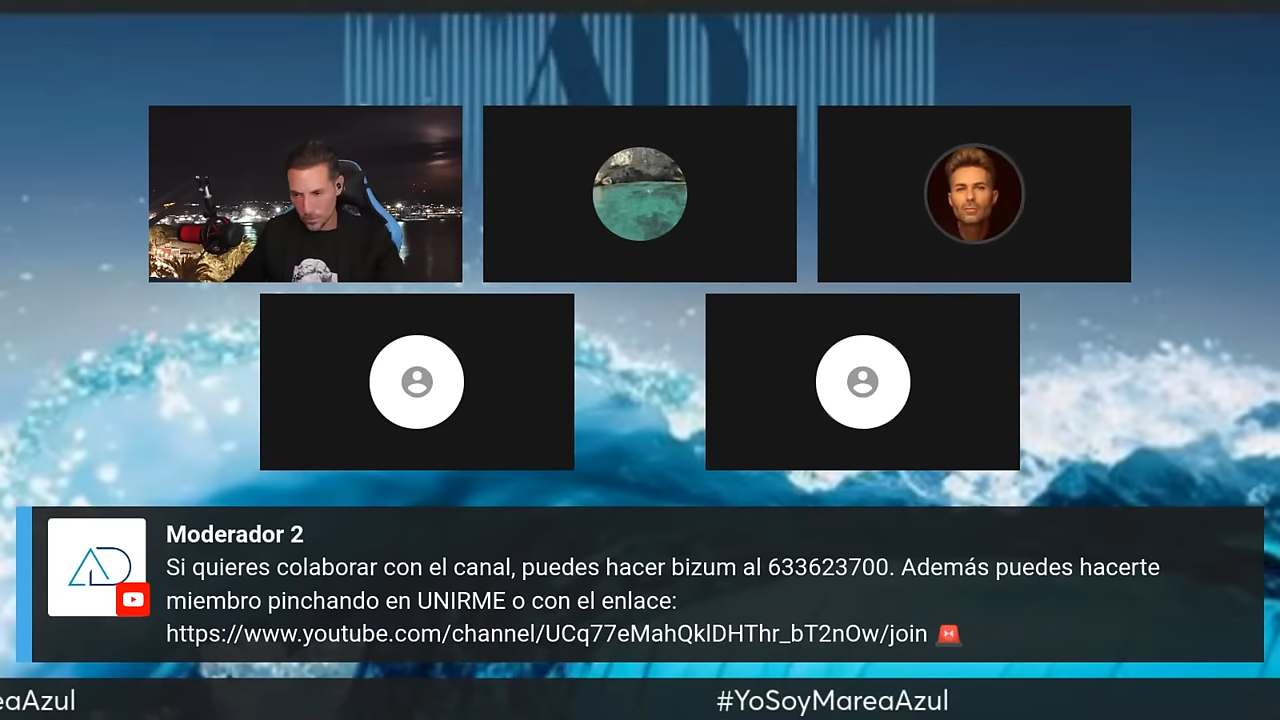 AD
Moderador 2
Si quieres colaborar con el canal, puedes hacer bizum al 633623700. Además puedes hacerte
miembro pinchando en UNIRME o con el enlace:
https://www.youtube.com/channel/UCq77eMahQklDHThr_bT2nOw/join 🚨
eaAzul #YoSoyMareaAzul